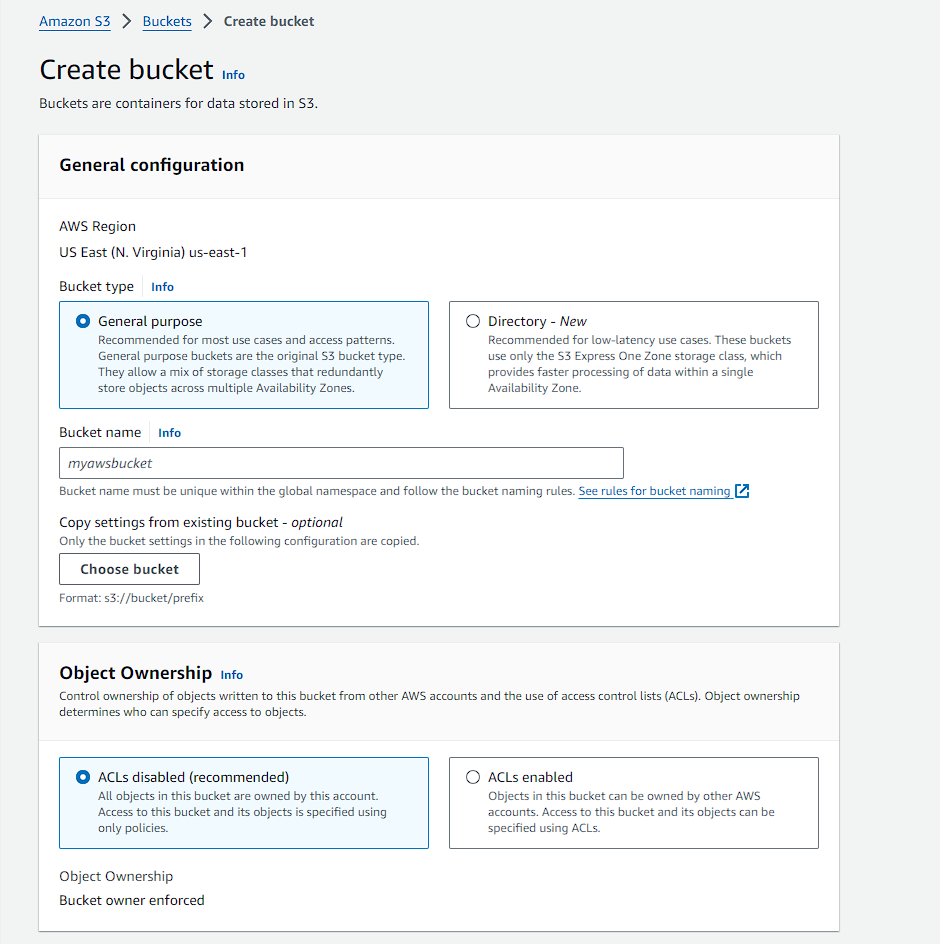 Amazon S3 > Buckets > Create bucket
Create bucket Info
Buckets are containers for data stored in S3.
General configuration
AWS Region
US East (N. Virginia) us-east-1
Bucket type Info
General purpose
Recommended for most use cases and access patterns.
General purpose buckets are the original S3 bucket type.
They allow a mix of storage classes that redundantly
store objects across multiple Availability Zones.
Directory - New
Recommended for low-latency use cases. These buckets
use only the S3 Express One Zone storage class, which
provides faster processing of data within a single
Availability Zone.
Bucket name Info
myawsbucket
Bucket name must be unique within the global namespace and follow the bucket naming rules. See rules for bucket naming
Copy settings from existing bucket - optional
Only the bucket settings in the following configuration are copied.
Choose bucket
Format: s3://bucket/prefix
Object Ownership Info
Control ownership of objects written to this bucket from other AWS accounts and the use of access control lists (ACLs). Object ownership
determines who can specify access to objects.
ACLs disabled (recommended)
All objects in this bucket are owned by this account.
Access to this bucket and its objects is specified using
only policies.
ACLs enabled
Objects in this bucket can be owned by other AWS
accounts. Access to this bucket and its objects can be
specified using ACLs.
Object Ownership
Bucket owner enforced